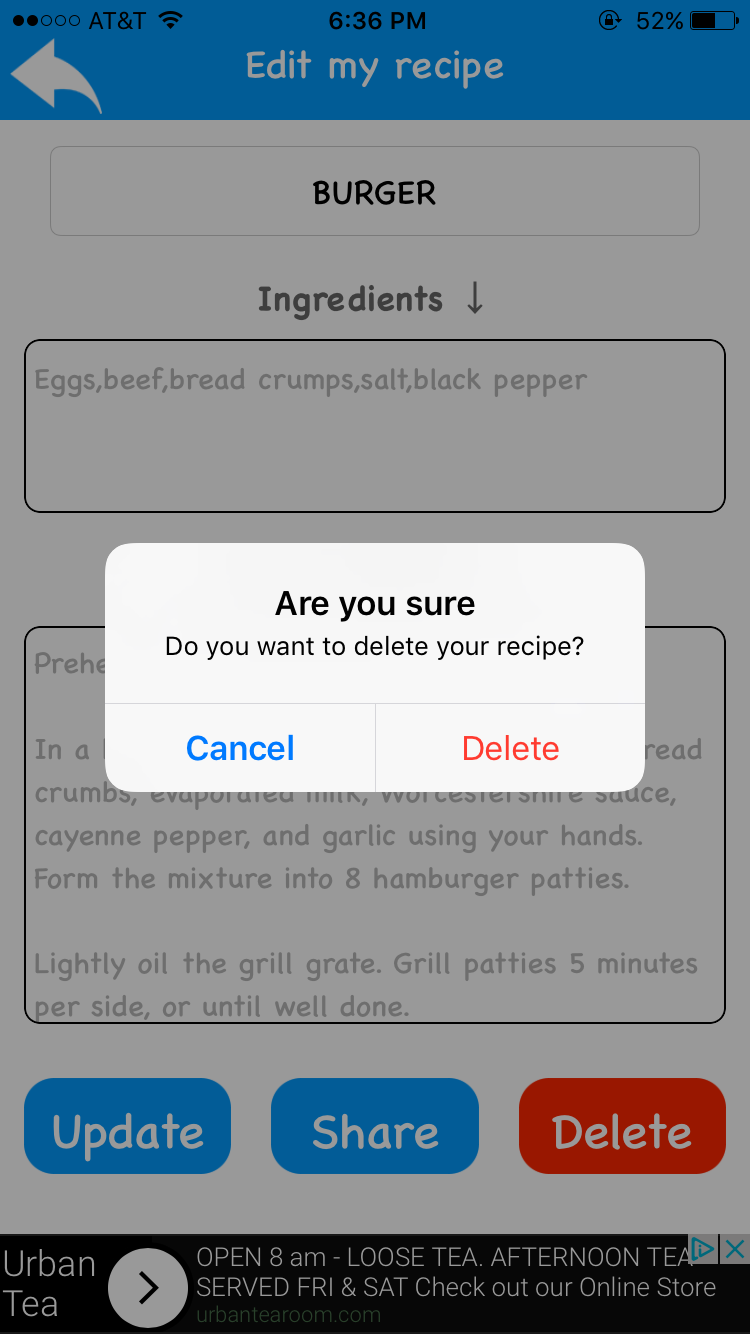 AT&T 6:36 PM 52%
Edit my recipe
BURGER
Ingredients ↓
Eggs,beef,bread crumps,salt,black pepper
Are you sure
Do you want to delete your recipe?
Cancel Delete
In a
crumbs, evaporated milk, Worcestershire sauce,
cayenne pepper, and garlic using your hands.
Form the mixture into 8 hamburger patties.
Lightly oil the grill grate. Grill patties 5 minutes
per side, or until well done.
Update Share Delete
Urban
Tea
OPEN 8 am - LOOSE TEA. AFTERNOON TEA
SERVED FRI & SAT Check out our Online Store
urbantearoom.com